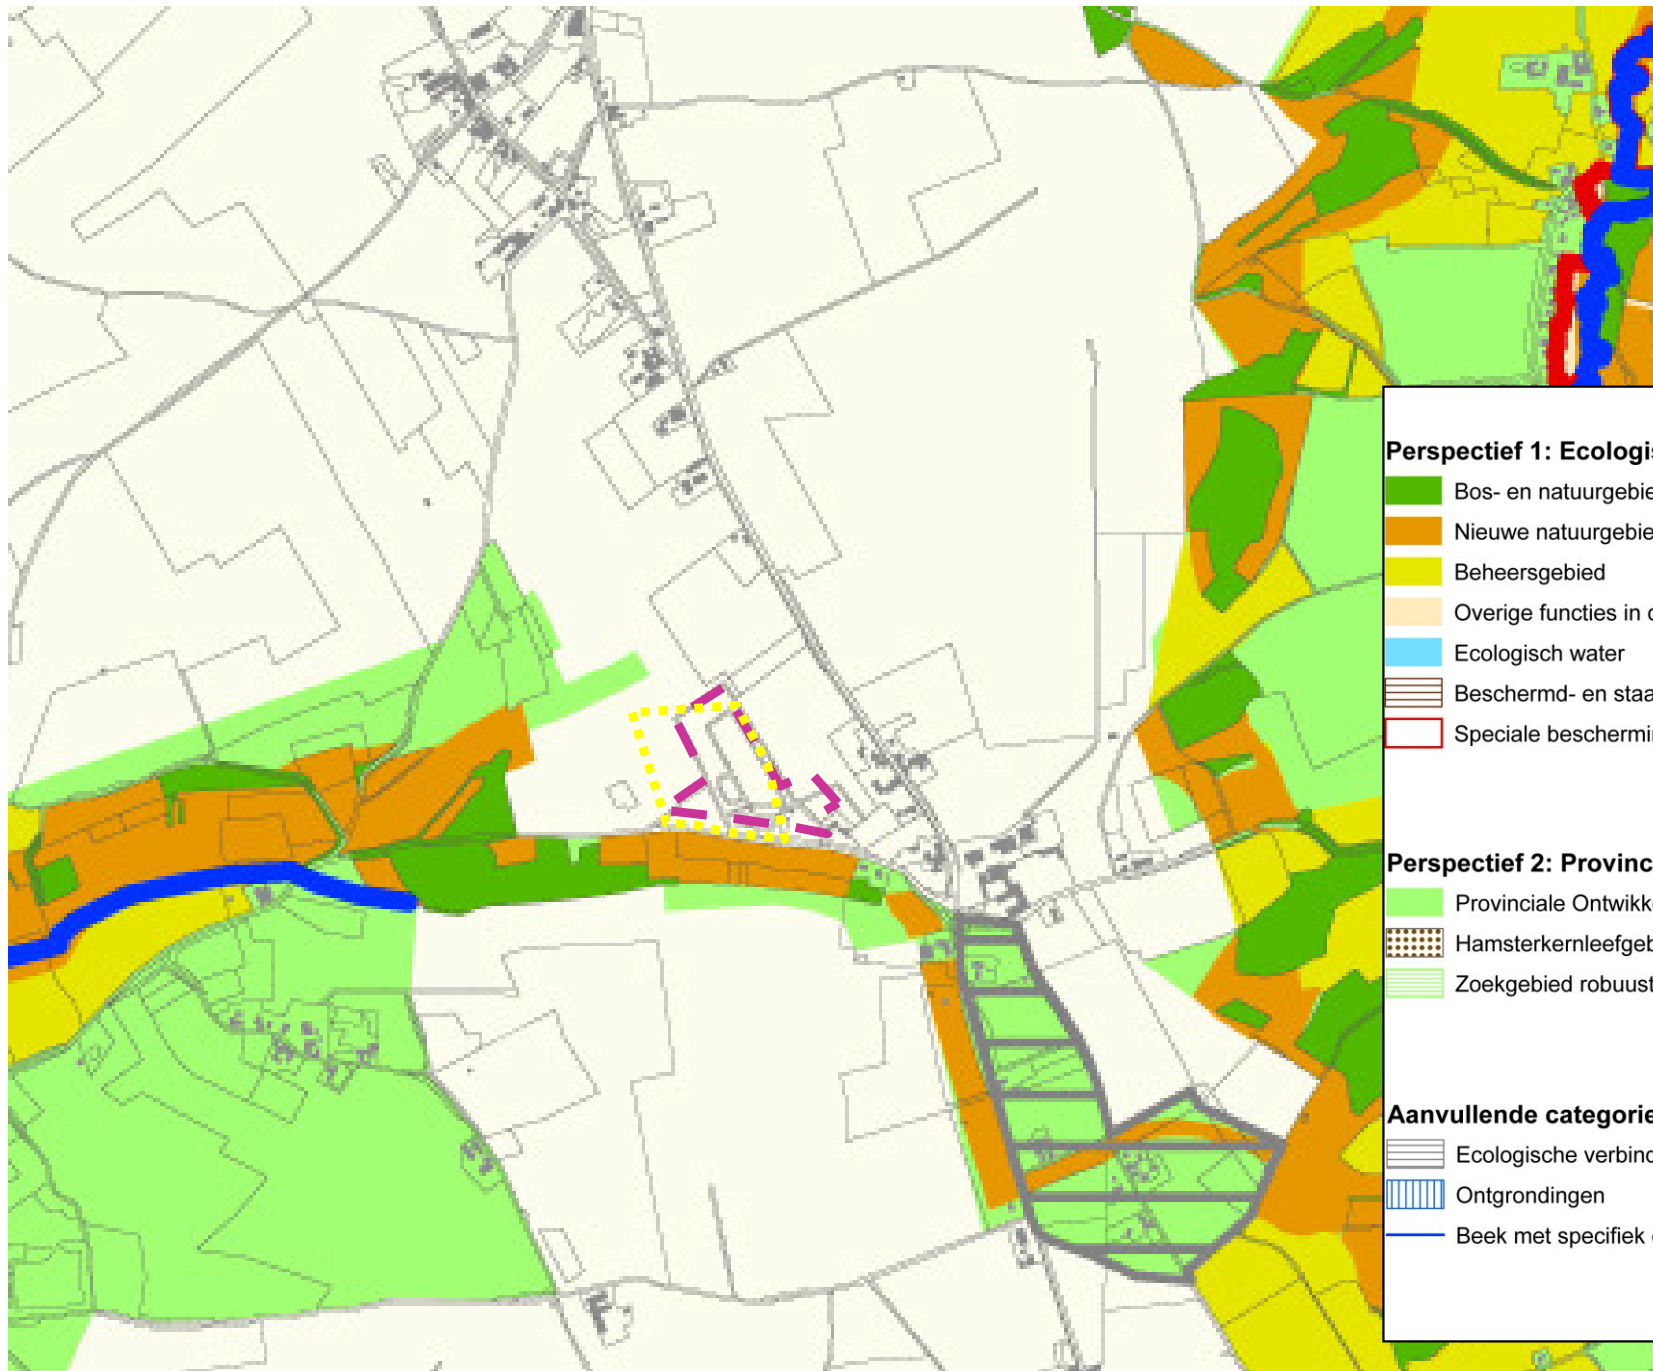 Perspectief 1: Ecologis
Bos- en natuurgebie
Nieuwe natuurgebie
Beheersgebied
Overige functies in
Ecologisch water
Beschermd- en staa
Speciale beschermi
Perspectief 2: Provinc
Provinciale Ontwikk
Hamsterkernleefgeb
Zoekgebied robuust
Aanvullende categorie
Ecologische verbind
Ontgrondingen
Beek met specifiek